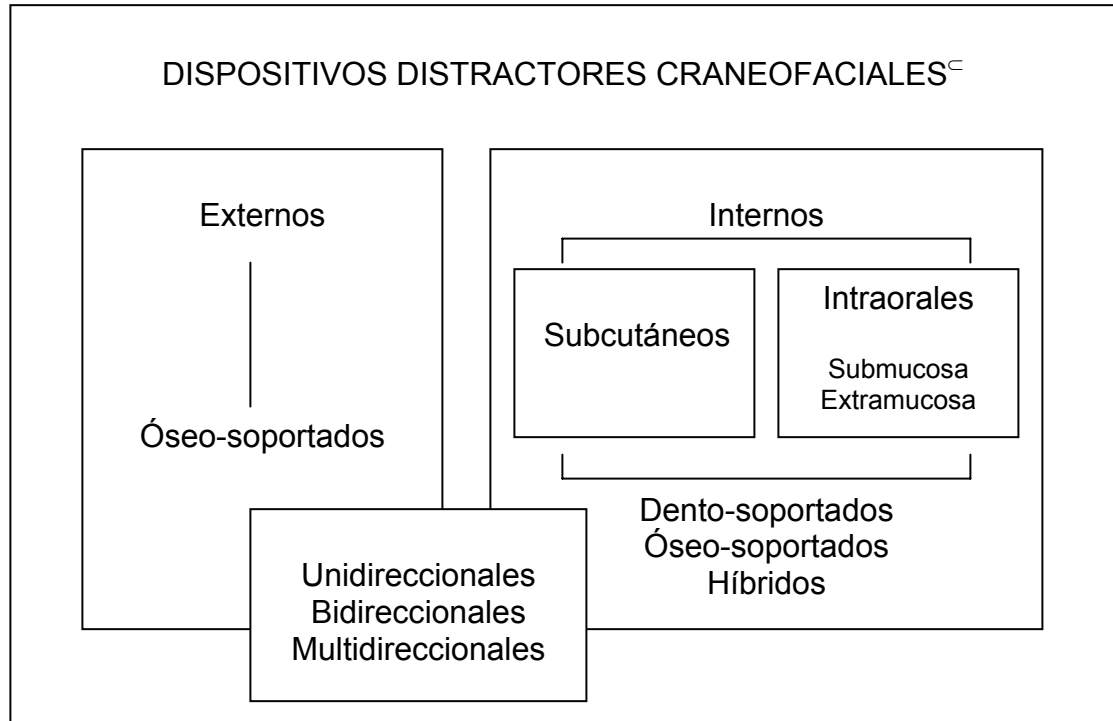 DISPOSITIVOS DISTRACTORES CRANEOFACIALES⊂
Externos
Óseo-soportados
Internos
Subcutáneos
Intraorales
Submucosa
Extramucosa
Dento-soportados
Óseo-soportados
Híbridos
Unidireccionales
Bidireccionales
Multidireccionales